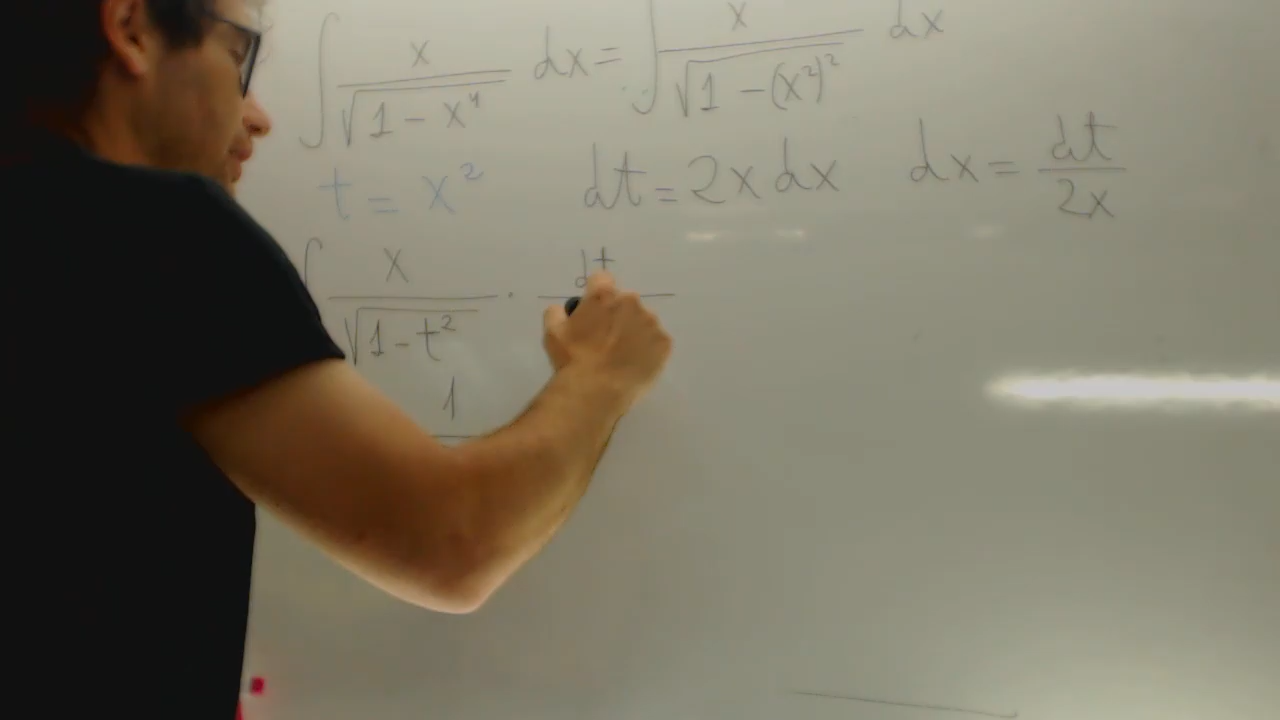 ∫ x / √(1 - x⁴) dx = ∫ x / √(1 - (x²)²) dx
t = x² dt = 2x dx dx = dt / 2x
∫ x / √(1 - t²) · dt
1